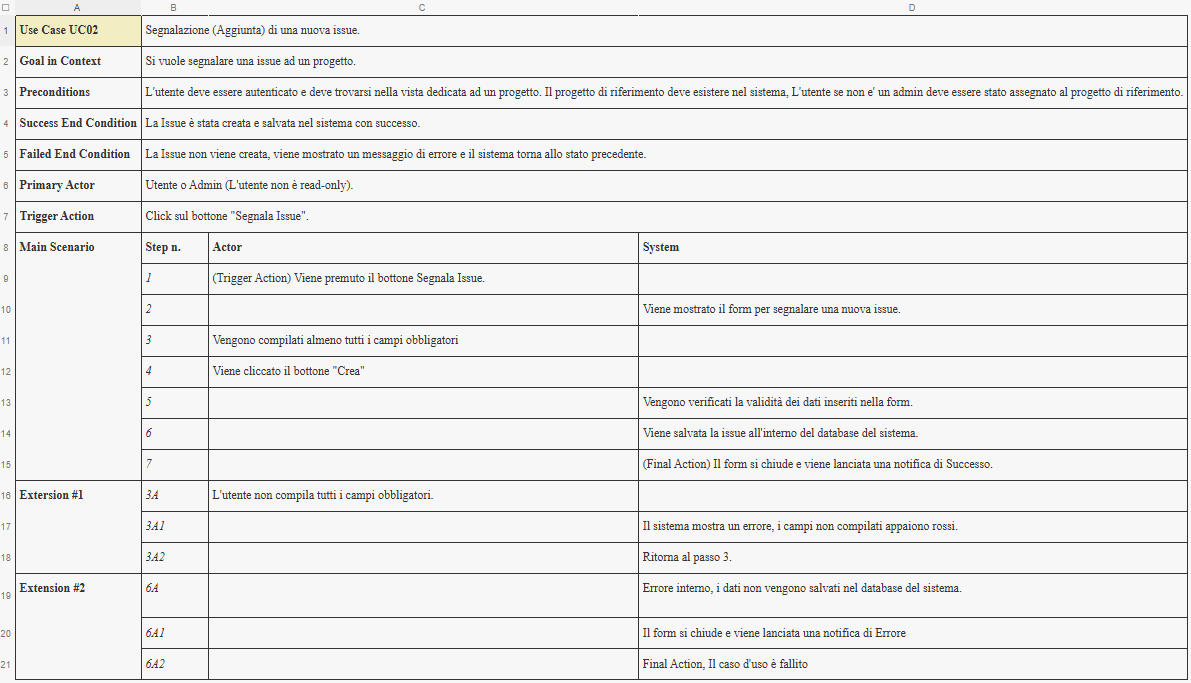 A B C D
1 Use Case UC02 Segnalazione (Aggiunta) di una nuova issue.
2 Goal in Context Si vuole segnalare una issue ad un progetto.
3 Preconditions L'utente deve essere autenticato e deve trovarsi nella vista dedicata ad un progetto. Il progetto di riferimento deve esistere nel sistema, L'utente se non e' un admin deve essere stato assegnato al progetto di riferimento.
4 Success End Condition La Issue è stata creata e salvata nel sistema con successo.
5 Failed End Condition La Issue non viene creata, viene mostrato un messaggio di errore e il sistema torna allo stato precedente.
6 Primary Actor Utente o Admin (L'utente non è read-only).
7 Trigger Action Click sul bottone "Segnala Issue".
8 Main Scenario Step n. Actor System
9 1 (Trigger Action) Viene premuto il bottone Segnala Issue.
10 2 Viene mostrato il form per segnalare una nuova issue.
11 3 Vengono compilati almeno tutti i campi obbligatori
12 4 Viene cliccato il bottone "Crea"
13 5 Vengono verificati la validità dei dati inseriti nella form.
14 6 Viene salvata la issue all'interno del database del sistema.
15 7 (Final Action) Il form si chiude e viene lanciata una notifica di Successo.
16 Extersion #1 3A L'utente non compila tutti i campi obbligatori.
17 3A1 Il sistema mostra un errore, i campi non compilati appaiono rossi.
18 3A2 Ritorna al passo 3.
19 Extension #2 6A Errore interno, i dati non vengono salvati nel database del sistema.
20 6A1 Il form si chiude e viene lanciata una notifica di Errore
21 6A2 Final Action, Il caso d'uso è fallito